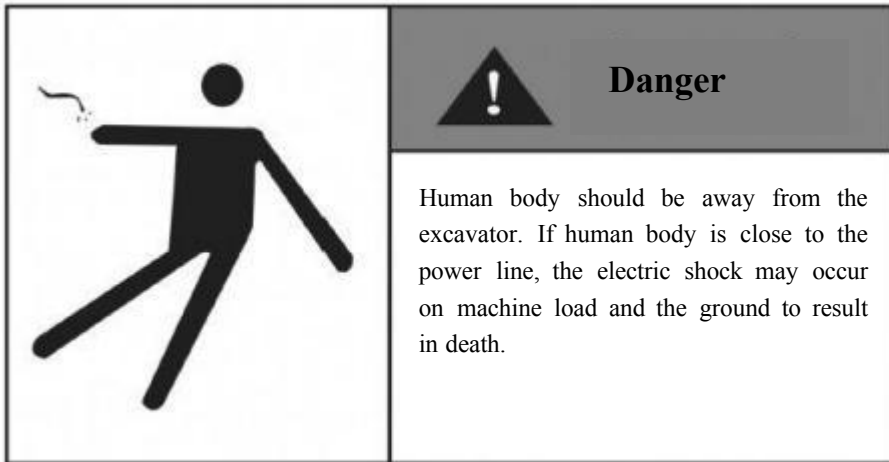 Danger
Human body should be away from the
excavator. If human body is close to the
power line, the electric shock may occur
on machine load and the ground to result
in death.